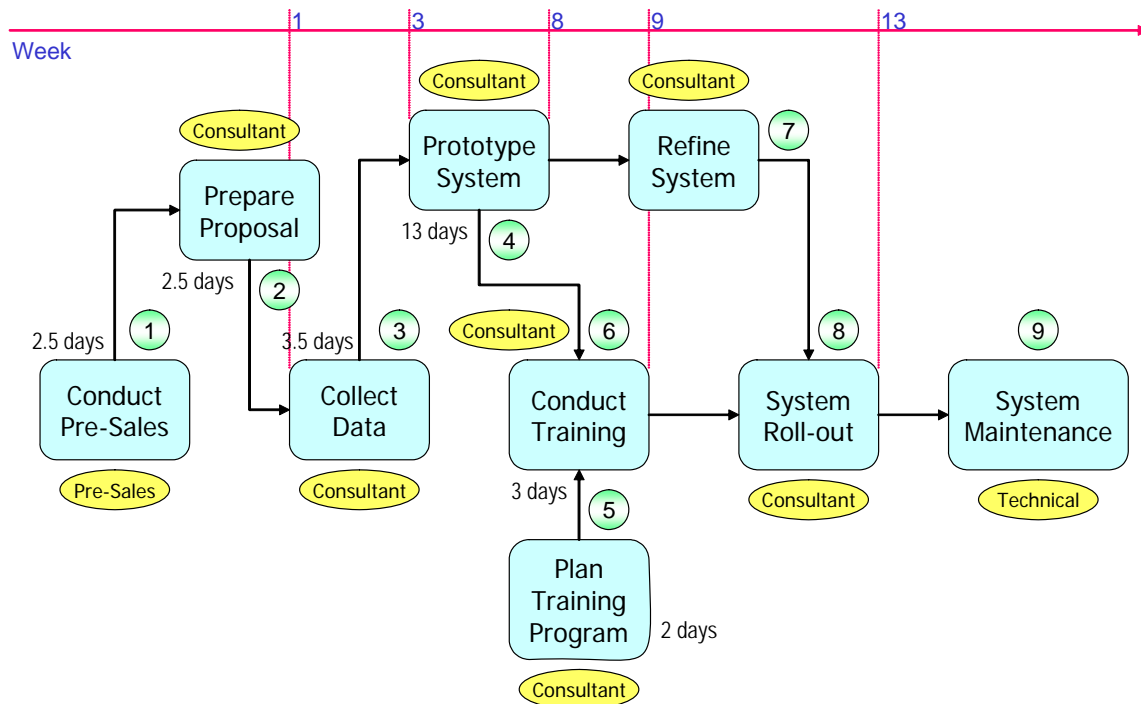 1
3
8
9
13
Week
Consultant
Consultant
Consultant
Prototype
System
Refine
System
7
Prepare
Proposal
13 days
4
2.5 days
2
2.5 days
1
3.5 days
3
Consultant
6
8
9
Conduct
Pre-Sales
Collect
Data
Conduct
Training
System
Roll-out
System
Maintenance
Pre-Sales
Consultant
3 days
5
Consultant
Technical
Plan
Training
Program
2 days
Consultant